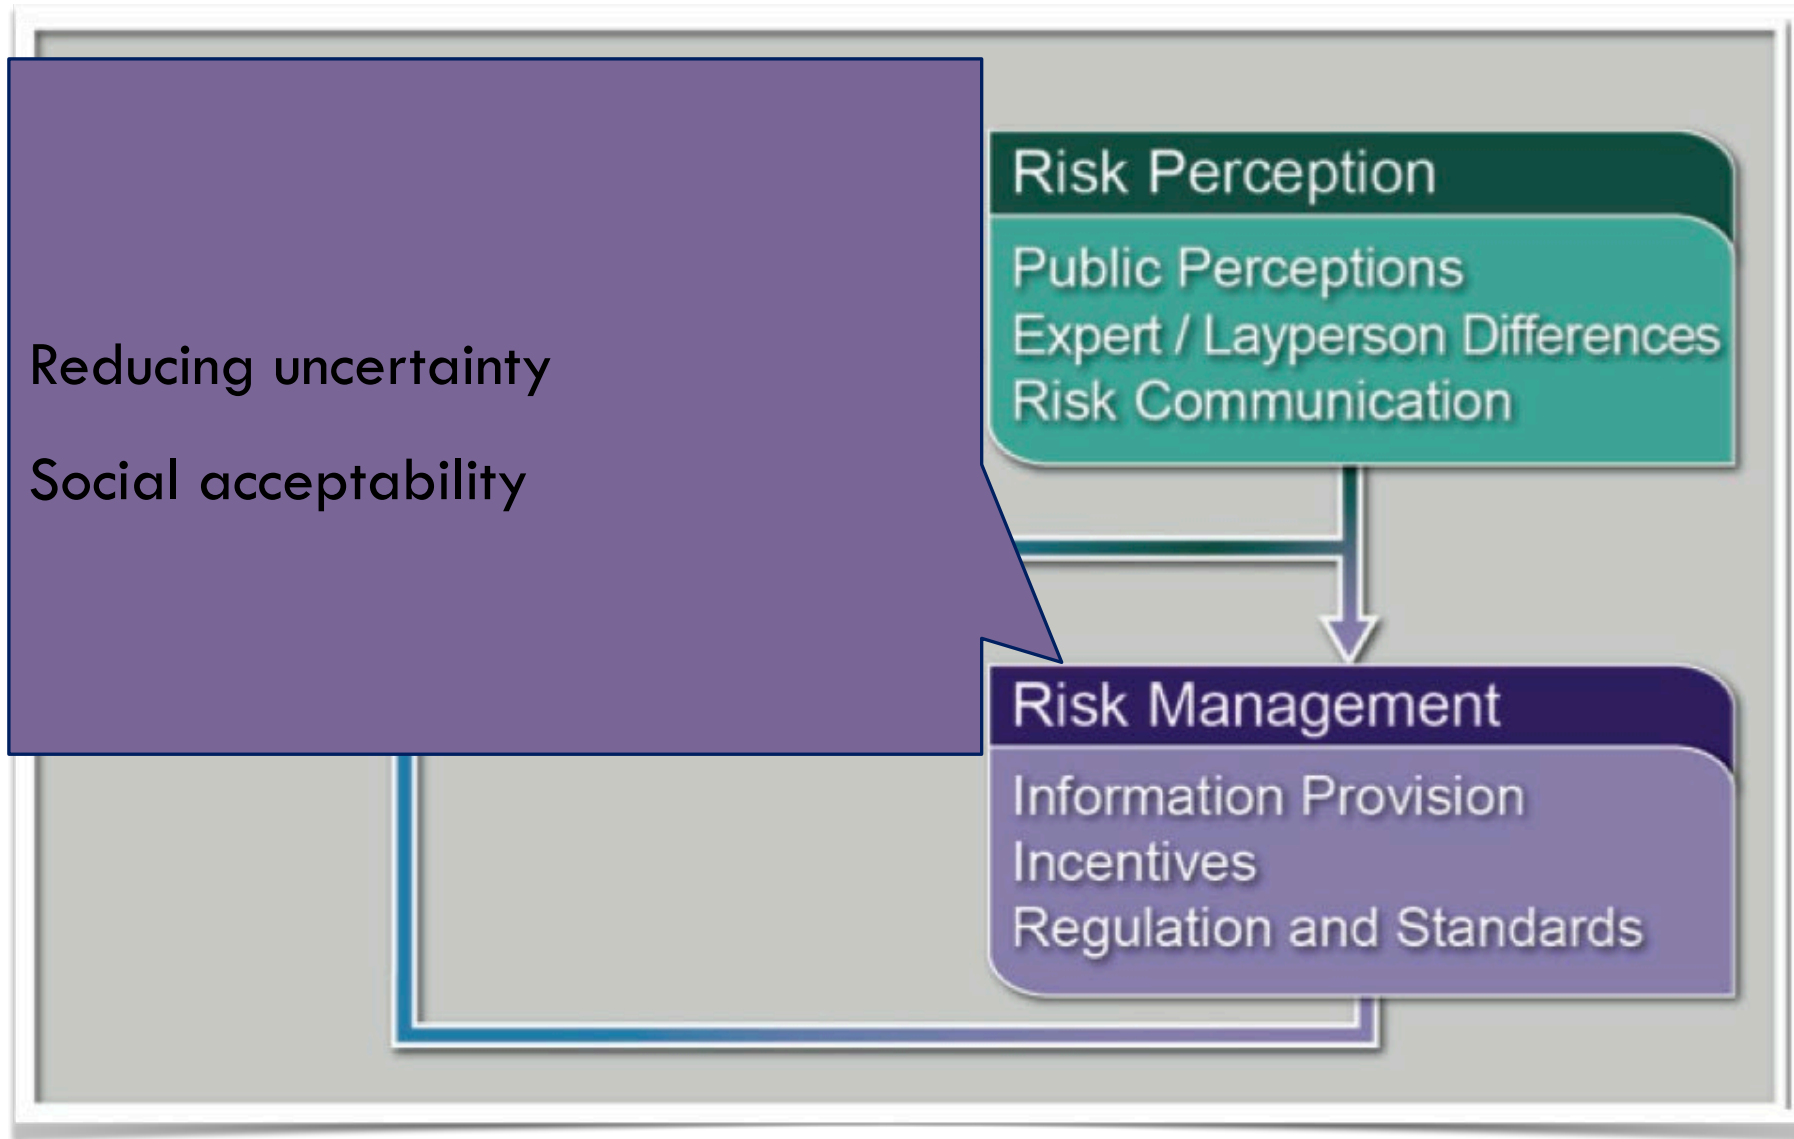 Reducing uncertainty
Social acceptability
Risk Perception
Public Perceptions
Expert / Layperson Differences
Risk Communication
Risk Management
Information Provision
Incentives
Regulation and Standards